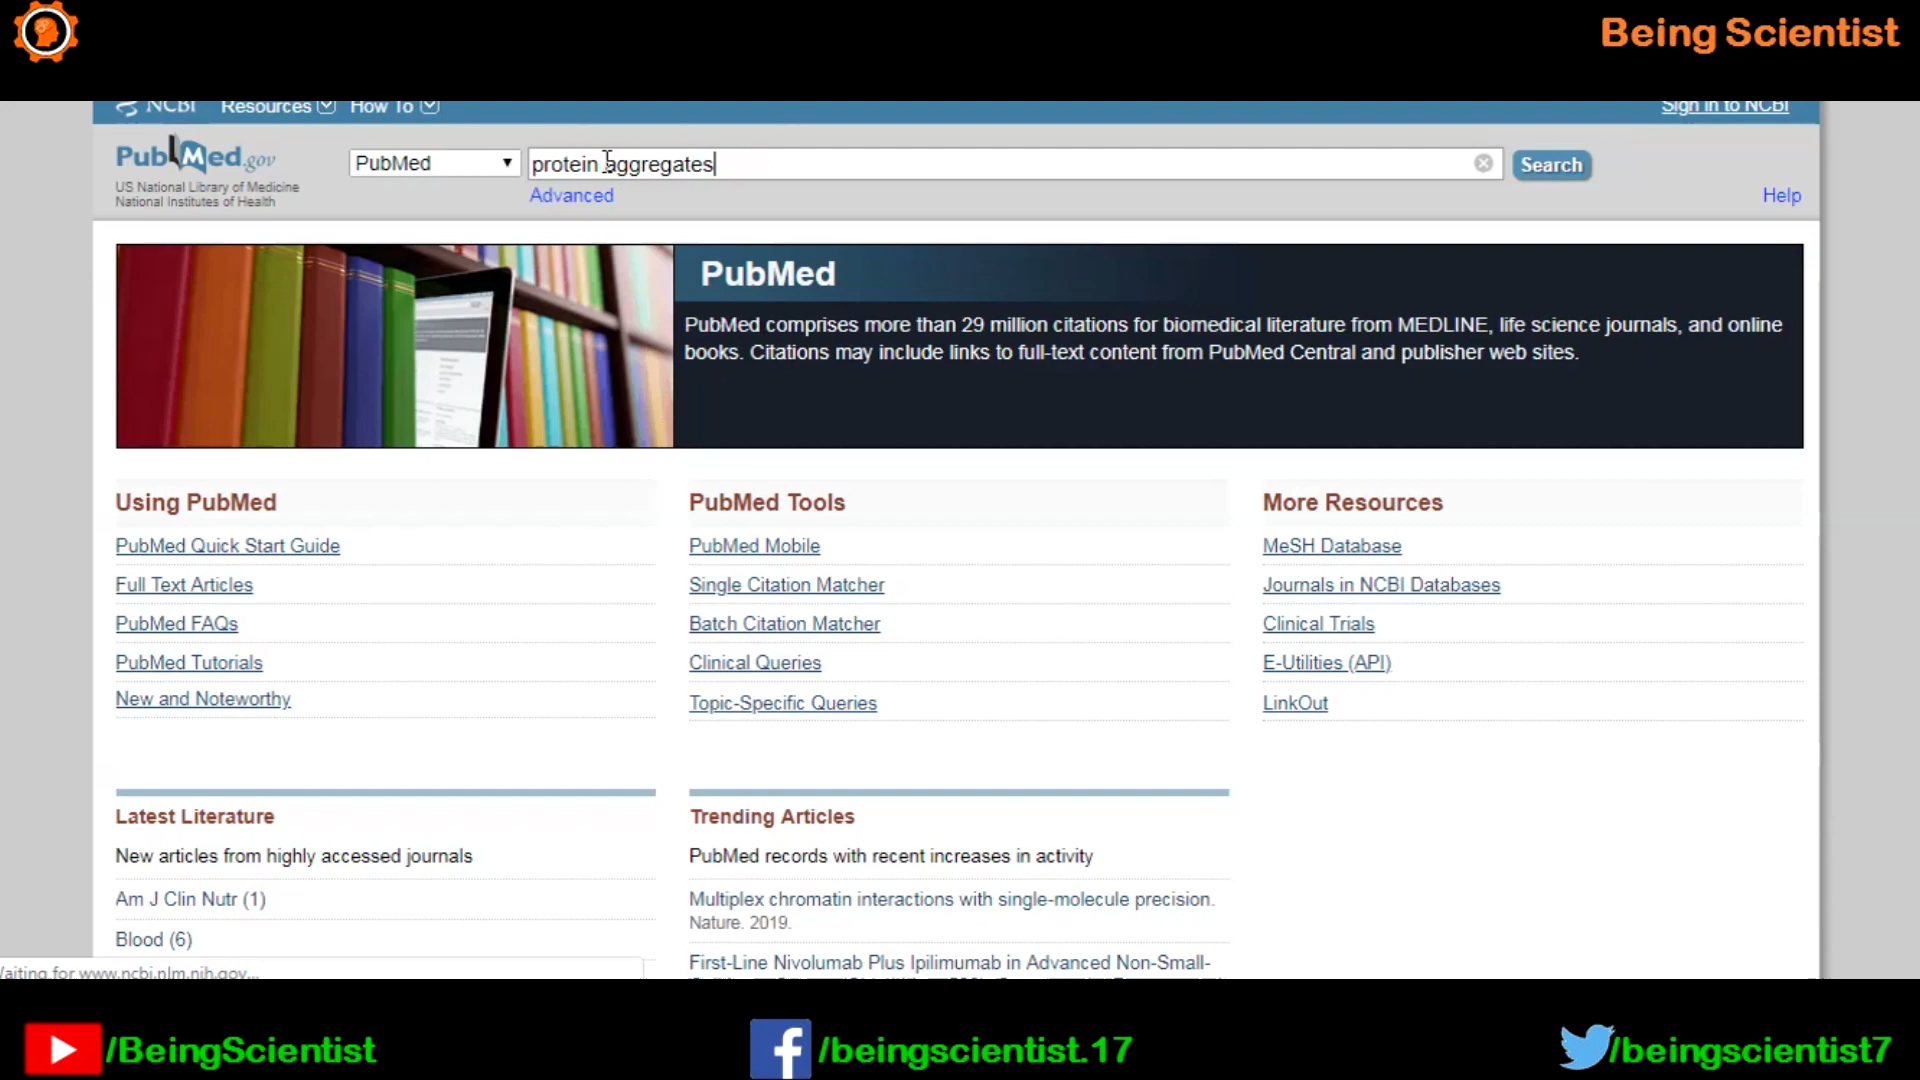 Being Scientist
NCBI Resources How To Sign in to NCBI
PubMed.gov
US National Library of Medicine
National Institutes of Health
PubMed protein aggregates Search
Advanced Help
PubMed
PubMed comprises more than 29 million citations for biomedical literature from MEDLINE, life science journals, and online
books. Citations may include links to full-text content from PubMed Central and publisher web sites.
Using PubMed
PubMed Quick Start Guide
Full Text Articles
PubMed FAQs
PubMed Tutorials
New and Noteworthy
PubMed Tools
PubMed Mobile
Single Citation Matcher
Batch Citation Matcher
Clinical Queries
Topic-Specific Queries
More Resources
MeSH Database
Journals in NCBI Databases
Clinical Trials
E-Utilities (API)
LinkOut
Latest Literature
New articles from highly accessed journals
Am J Clin Nutr (1)
Blood (6)
Trending Articles
PubMed records with recent increases in activity
Multiplex chromatin interactions with single-molecule precision.
Nature. 2019.
First-Line Nivolumab Plus Ipilimumab in Advanced Non-Small-
aiting for www.ncbi.nlm.nih.gov...
/BeingScientist
/beingscientist.17
/beingscientist7